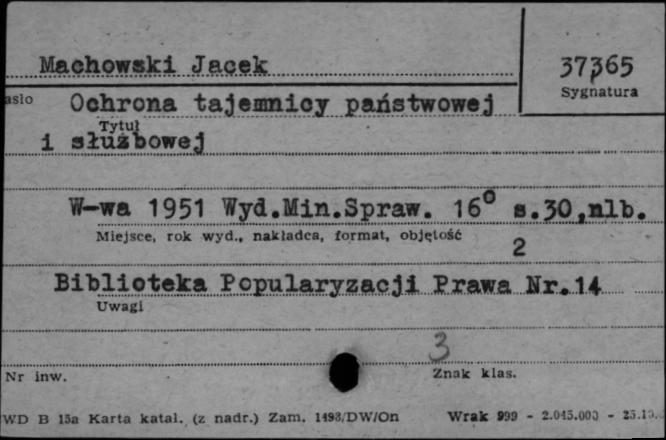 Machowski Jacek
37365
Sygnatura
asło Ochrona tajemnicy państwowej
Tytuł
i służbowej
W-wa 1951 Wyd.Min.Spraw. 16° s.30,nlb.
Miejsce, rok wyd., nakładca, format, objętość
2
Biblioteka Popularyzacji Prawa Nr.14
Uwagi
3
Nr inw.
Znak klas.
WD B 15a Karta katal. (z nadr.) Zam. 1498/DW/On Wrak 999 - 2.045.000 -